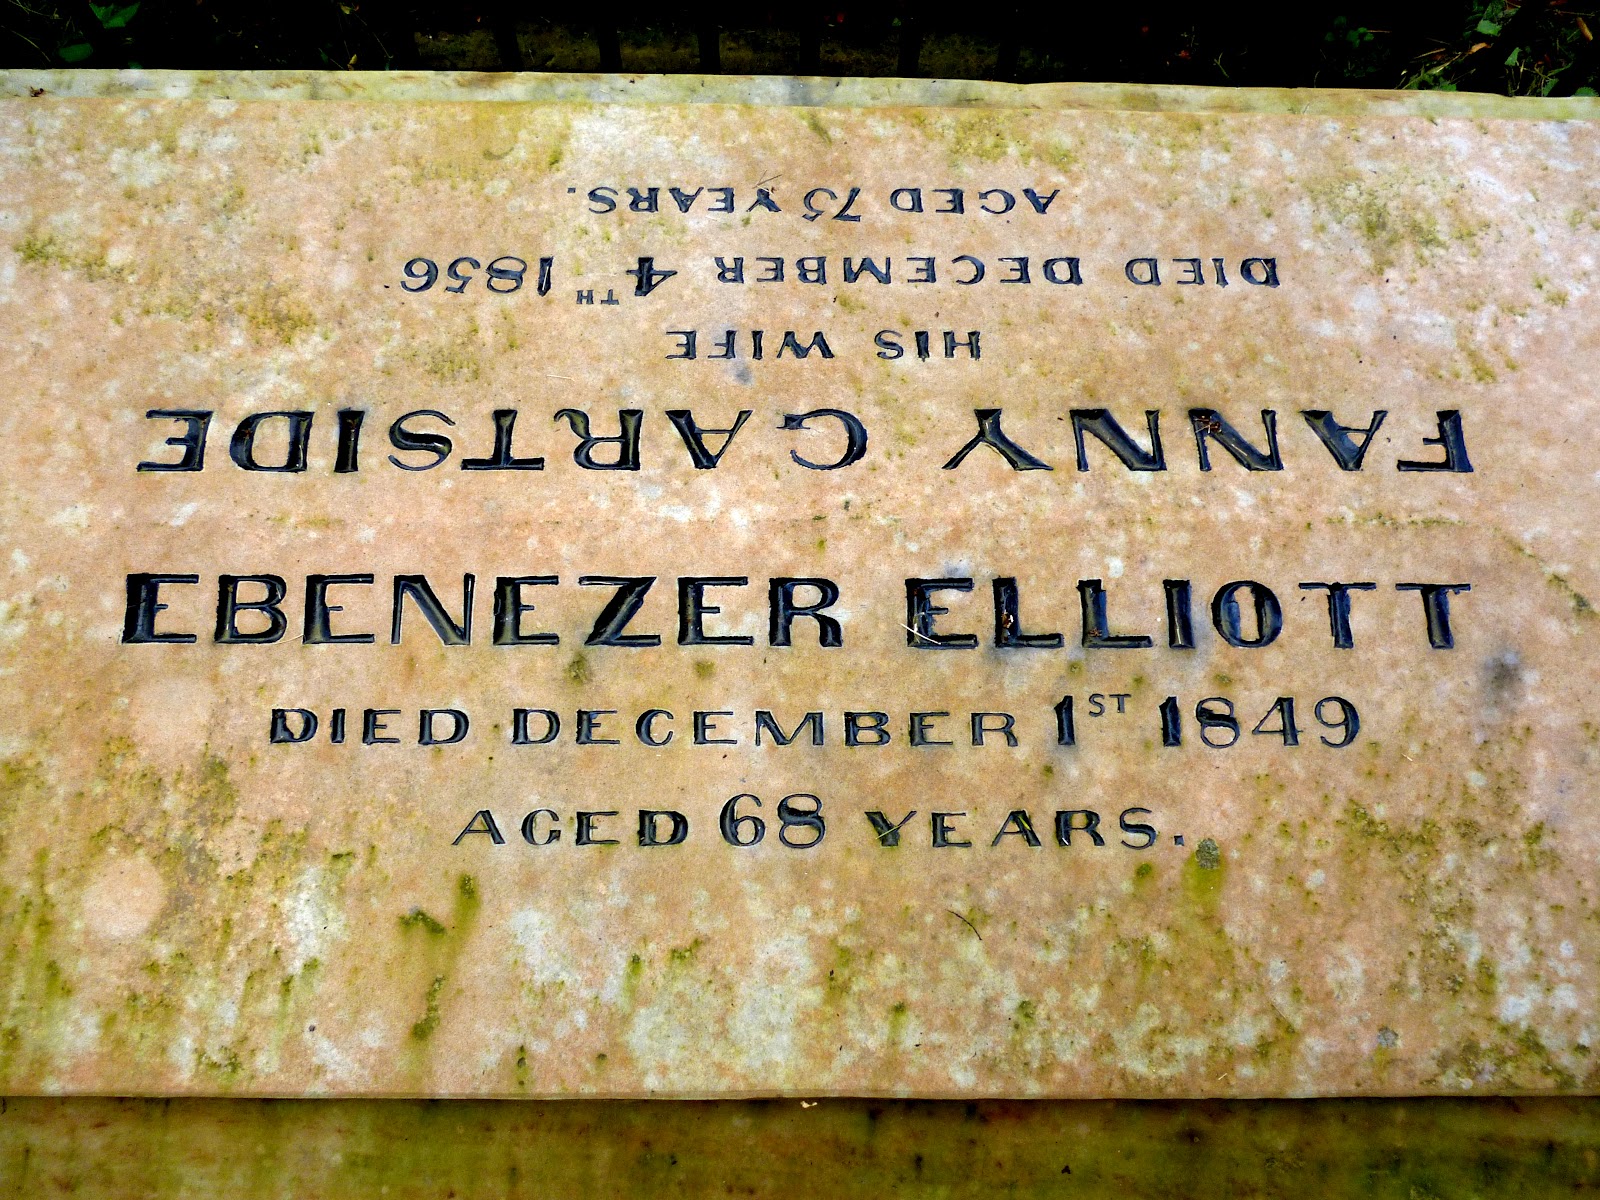 EBENEZER ELLIOTT
DIED DECEMBER 1ST 1849
AGED 68 YEARS.
FANNY GARTSIDE
HIS WIFE
DIED DECEMBER 4TH 1856
AGED 75 YEARS.